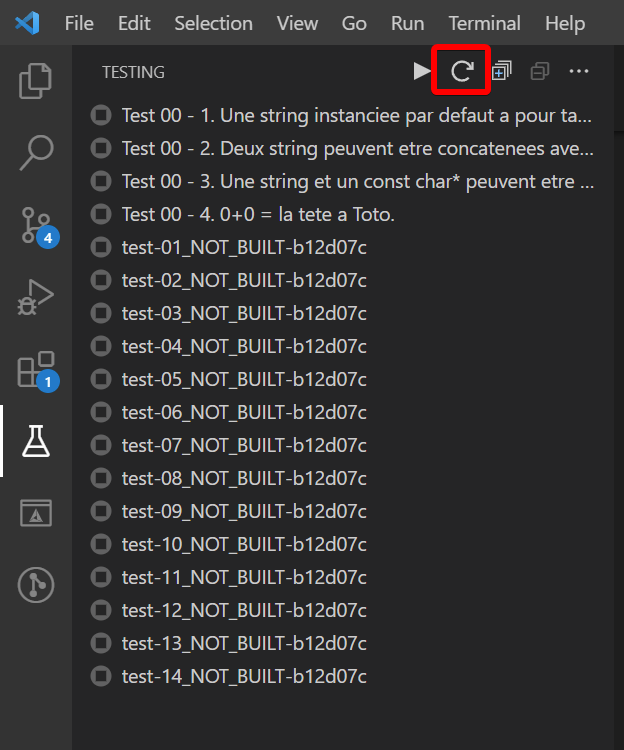 File Edit Selection View Go Run Terminal Help
TESTING
Test 00 - 1. Une string instanciee par defaut a pour ta...
Test 00 - 2. Deux string peuvent etre concatenees ave...
Test 00 - 3. Une string et un const char* peuvent etre ...
Test 00 - 4. 0+0 = la tete a Toto.
4
test-01_NOT_BUILT-b12d07c
test-02_NOT_BUILT-b12d07c
test-03_NOT_BUILT-b12d07c
test-04_NOT_BUILT-b12d07c
1
test-05_NOT_BUILT-b12d07c
test-06_NOT_BUILT-b12d07c
test-07_NOT_BUILT-b12d07c
test-08_NOT_BUILT-b12d07c
test-09_NOT_BUILT-b12d07c
test-10_NOT_BUILT-b12d07c
test-11_NOT_BUILT-b12d07c
test-12_NOT_BUILT-b12d07c
test-13_NOT_BUILT-b12d07c
test-14_NOT_BUILT-b12d07c